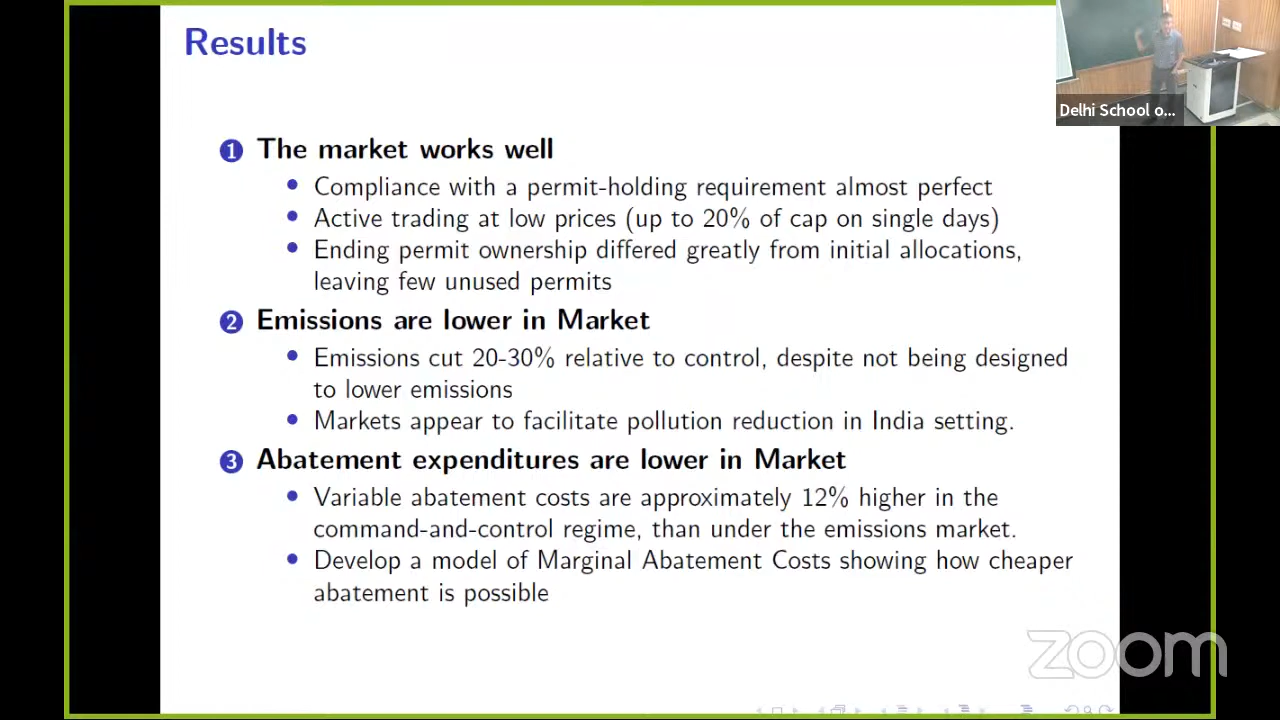 Results
Delhi School o...
1 The market works well
• Compliance with a permit-holding requirement almost perfect
• Active trading at low prices (up to 20% of cap on single days)
• Ending permit ownership differed greatly from initial allocations,
leaving few unused permits
2 Emissions are lower in Market
• Emissions cut 20-30% relative to control, despite not being designed
to lower emissions
• Markets appear to facilitate pollution reduction in India setting.
3 Abatement expenditures are lower in Market
• Variable abatement costs are approximately 12% higher in the
command-and-control regime, than under the emissions market.
• Develop a model of Marginal Abatement Costs showing how cheaper
abatement is possible
zoom